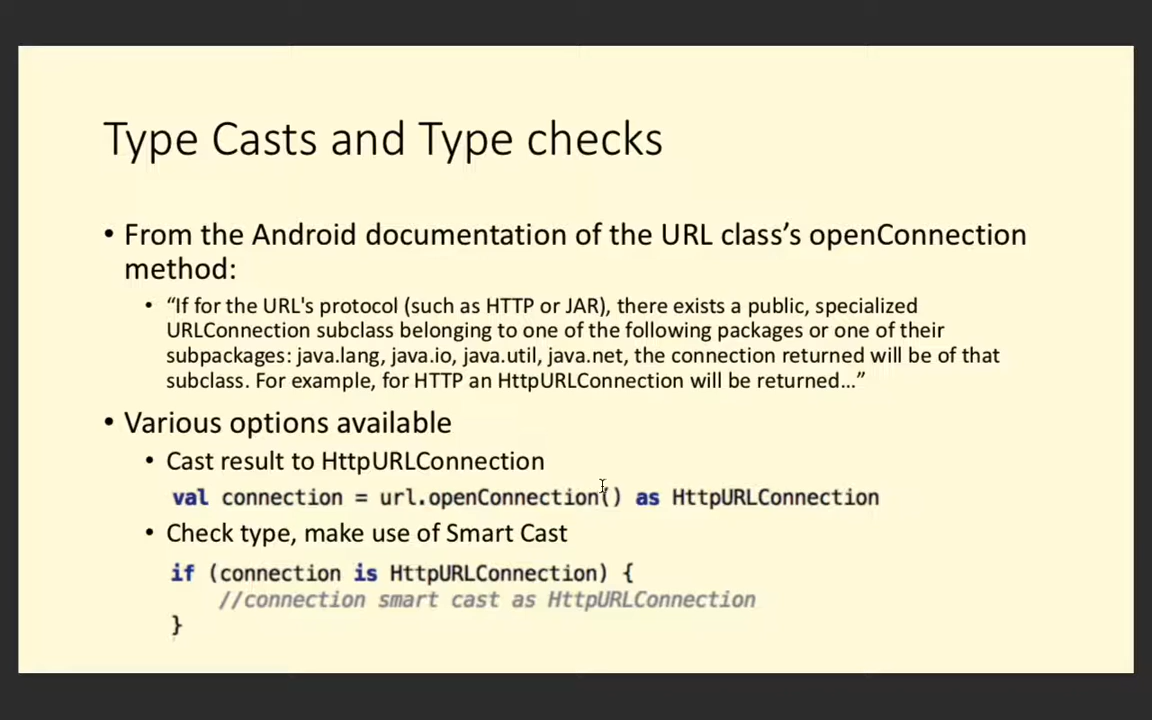 Type Casts and Type checks
• From the Android documentation of the URL class’s openConnection
method:
• “If for the URL's protocol (such as HTTP or JAR), there exists a public, specialized
URLConnection subclass belonging to one of the following packages or one of their
subpackages: java.lang, java.io, java.util, java.net, the connection returned will be of that
subclass. For example, for HTTP an HttpURLConnection will be returned…”
• Various options available
• Cast result to HttpURLConnection
val connection = url.openConnection() as HttpURLConnection
• Check type, make use of Smart Cast
if (connection is HttpURLConnection) {
//connection smart cast as HttpURLConnection
}